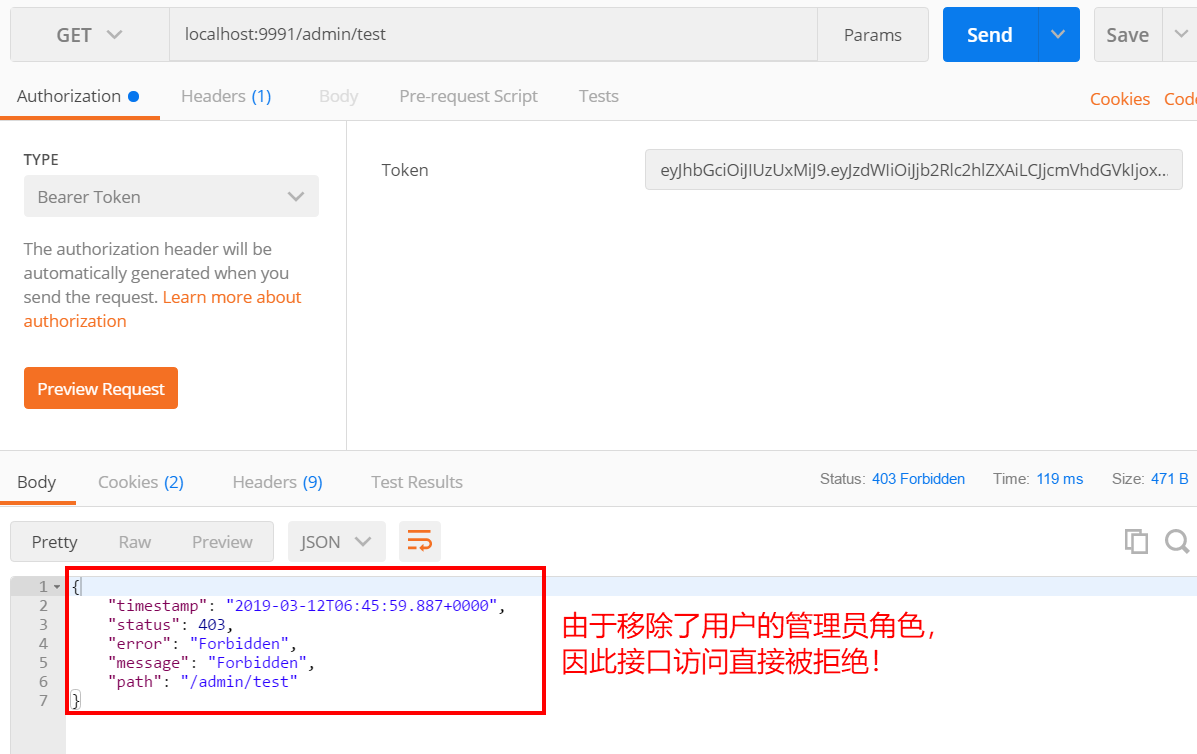 GET localhost:9991/admin/test Params Send Save
Authorization Headers (1) Body Pre-request Script Tests Cookies Code
TYPE
Bearer Token
The authorization header will be
automatically generated when you
send the request. Learn more about
authorization
Preview Request
Token eyJhbGciOiJIUzUxMiJ9.eyJzdWIiOiJjb2Rlc2hlZXAiLCJjcmVhdGVkIjox...
Body Cookies (2) Headers (9) Test Results Status: 403 Forbidden Time: 119 ms Size: 471 B
Pretty Raw Preview JSON
1 {
2 "timestamp": "2019-03-12T06:45:59.887+0000",
3 "status": 403,
4 "error": "Forbidden",
5 "message": "Forbidden",
6 "path": "/admin/test"
7 }
由于移除了用户的管理员角色,
因此接口访问直接被拒绝!